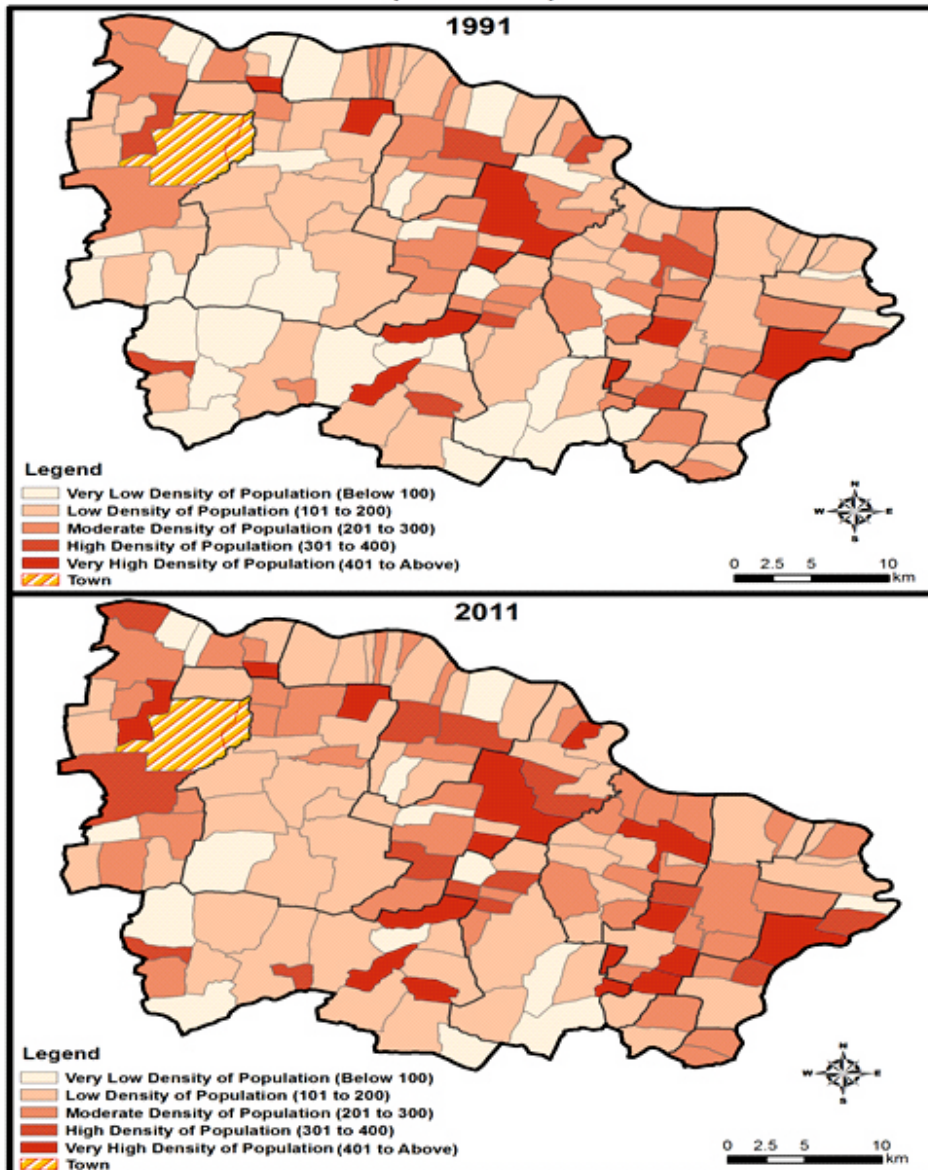 1991
Legend
Very Low Density of Population (Below 100)
Low Density of Population (101 to 200)
Moderate Density of Population (201 to 300)
High Density of Population (301 to 400)
Very High Density of Population (401 to Above)
Town
N
W E
S
0 2.5 5 10
km
2011
Legend
Very Low Density of Population (Below 100)
Low Density of Population (101 to 200)
Moderate Density of Population (201 to 300)
High Density of Population (301 to 400)
Very High Density of Population (401 to Above)
Town
N
W E
S
0 2.5 5 10
km